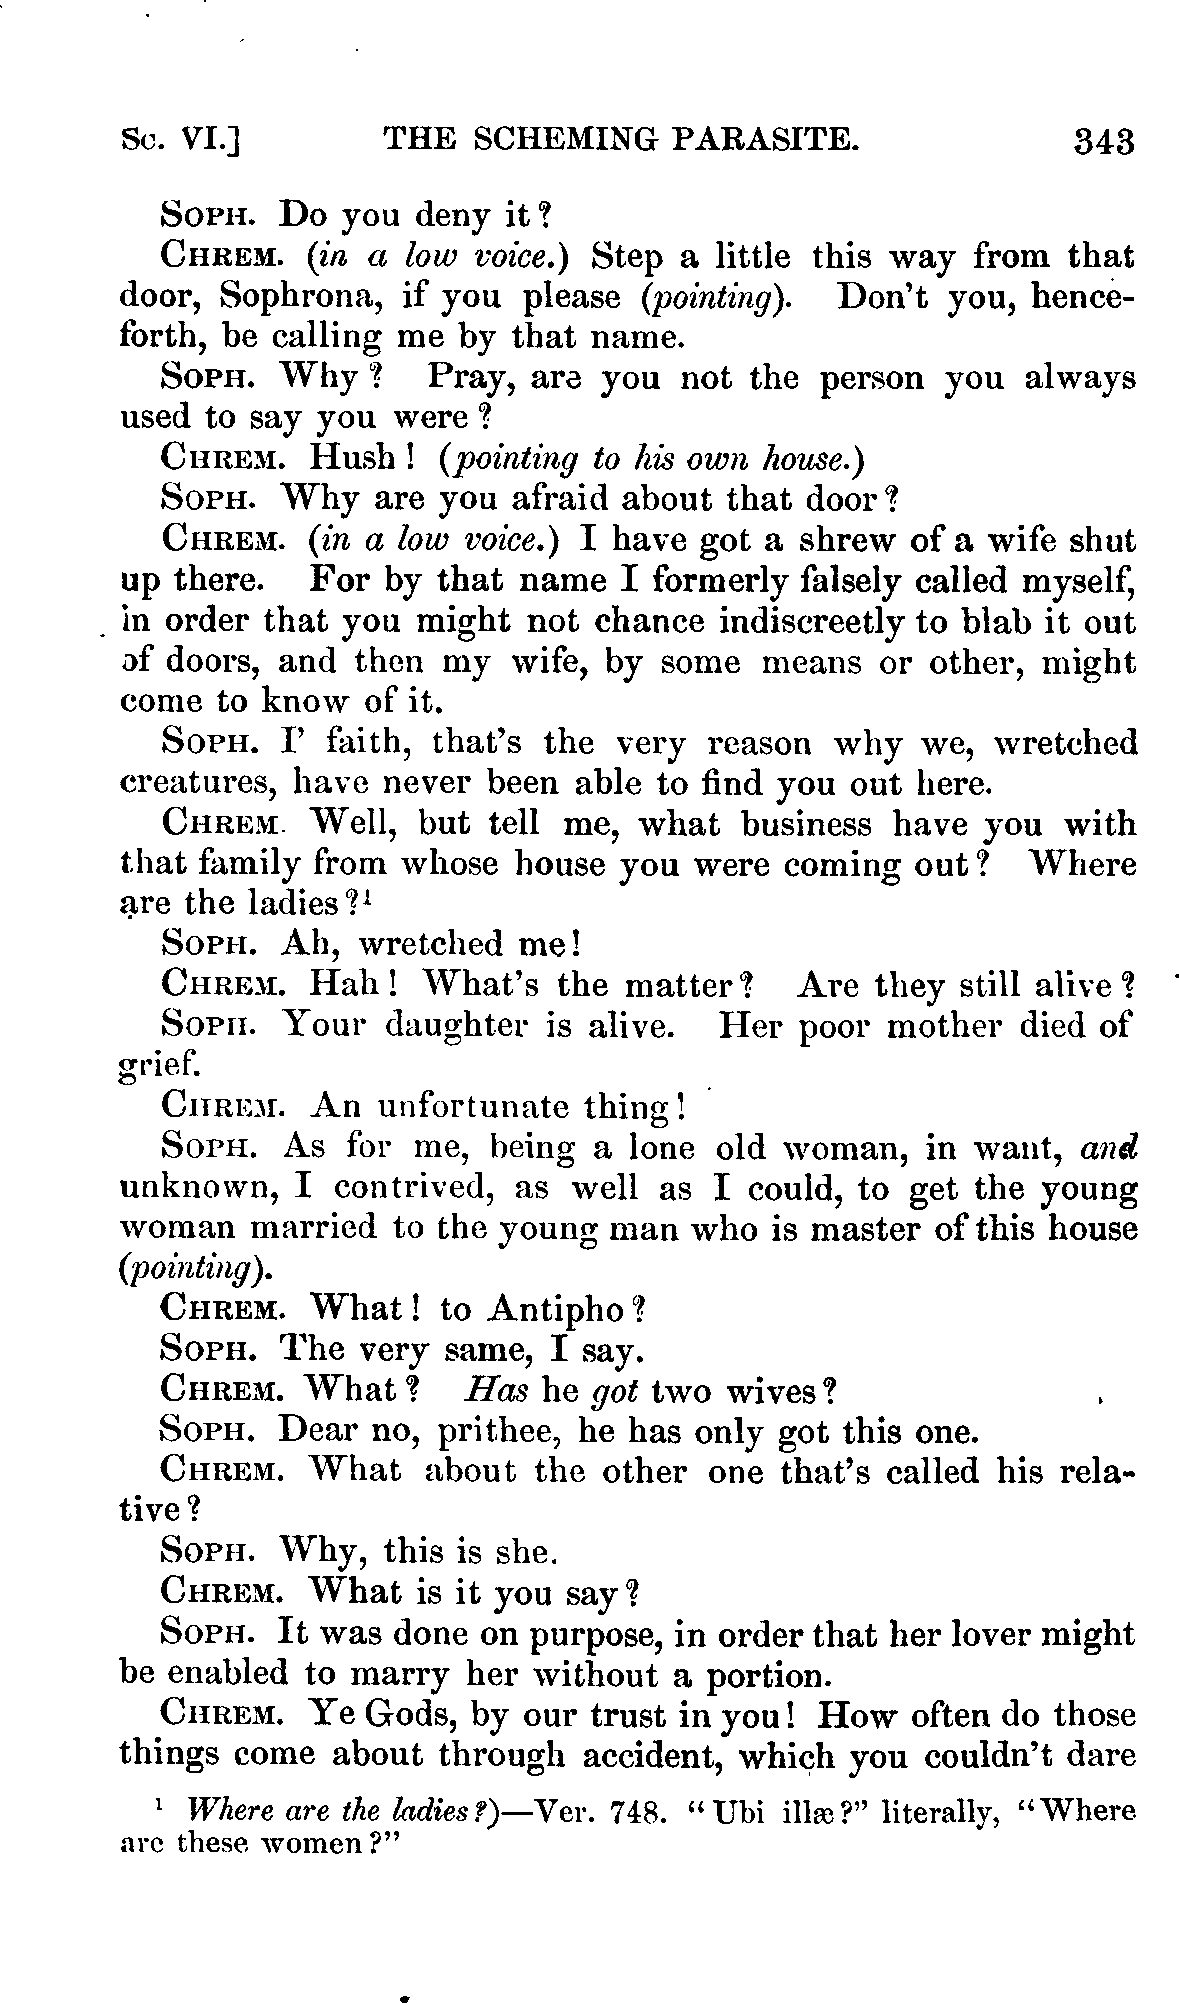 Sc. VI.] THE SCHEMING PARASITE. 343
Soph. Do you deny it?
Chrem. (in a low voice.) Step a little this way from that
door, Sophrona, if you please (pointing). Don't you, hence-
forth, be calling me by that name.
Soph. Why? Pray, are you not the person you always
used to say you were?
Chrem. Hush! (pointing to his own house.)
Soph. Why are you afraid about that door?
Chrem. (in a low voice.) I have got a shrew of a wife shut
up there. For by that name I formerly falsely called myself,
in order that you might not chance indiscreetly to blab it out
of doors, and then my wife, by some means or other, might
come to know of it.
Soph. I' faith, that's the very reason why we, wretched
creatures, have never been able to find you out here.
Chrem. Well, but tell me, what business have you with
that family from whose house you were coming out? Where
are the ladies?¹
Soph. Ah, wretched me!
Chrem. Hah! What's the matter? Are they still alive?
Soph. Your daughter is alive. Her poor mother died of
grief.
Chrem. An unfortunate thing!
Soph. As for me, being a lone old woman, in want, and
unknown, I contrived, as well as I could, to get the young
woman married to the young man who is master of this house
(pointing).
Chrem. What! to Antipho?
Soph. The very same, I say.
Chrem. What? Has he got two wives?
Soph. Dear no, prithee, he has only got this one.
Chrem. What about the other one that's called his rela-
tive?
Soph. Why, this is she.
Chrem. What is it you say?
Soph. It was done on purpose, in order that her lover might
be enabled to marry her without a portion.
Chrem. Ye Gods, by our trust in you! How often do those
things come about through accident, which you couldn't dare
¹ Where are the ladies?)—Ver. 748. "Ubi illæ?" literally, "Where
are these women?"